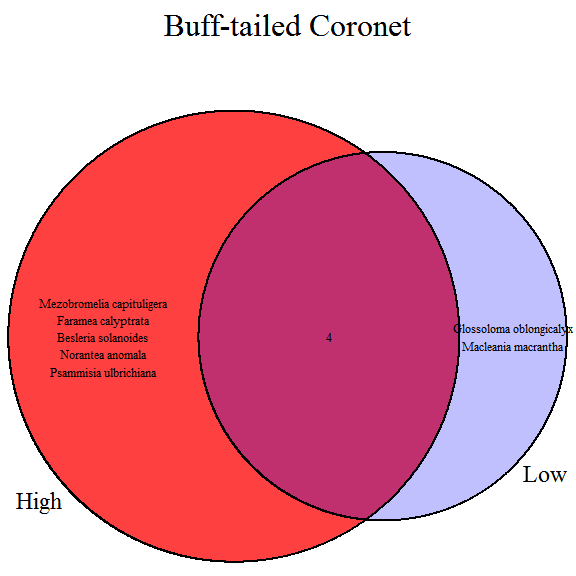 Buff-tailed Coronet
Mezobromelia capituligera
Faramea calyptrata
Besleria solanoides
Norantea anomala
Psammisia ulbrichiana
4
Glossoloma oblongicalyx
Macleania macrantha
High
Low